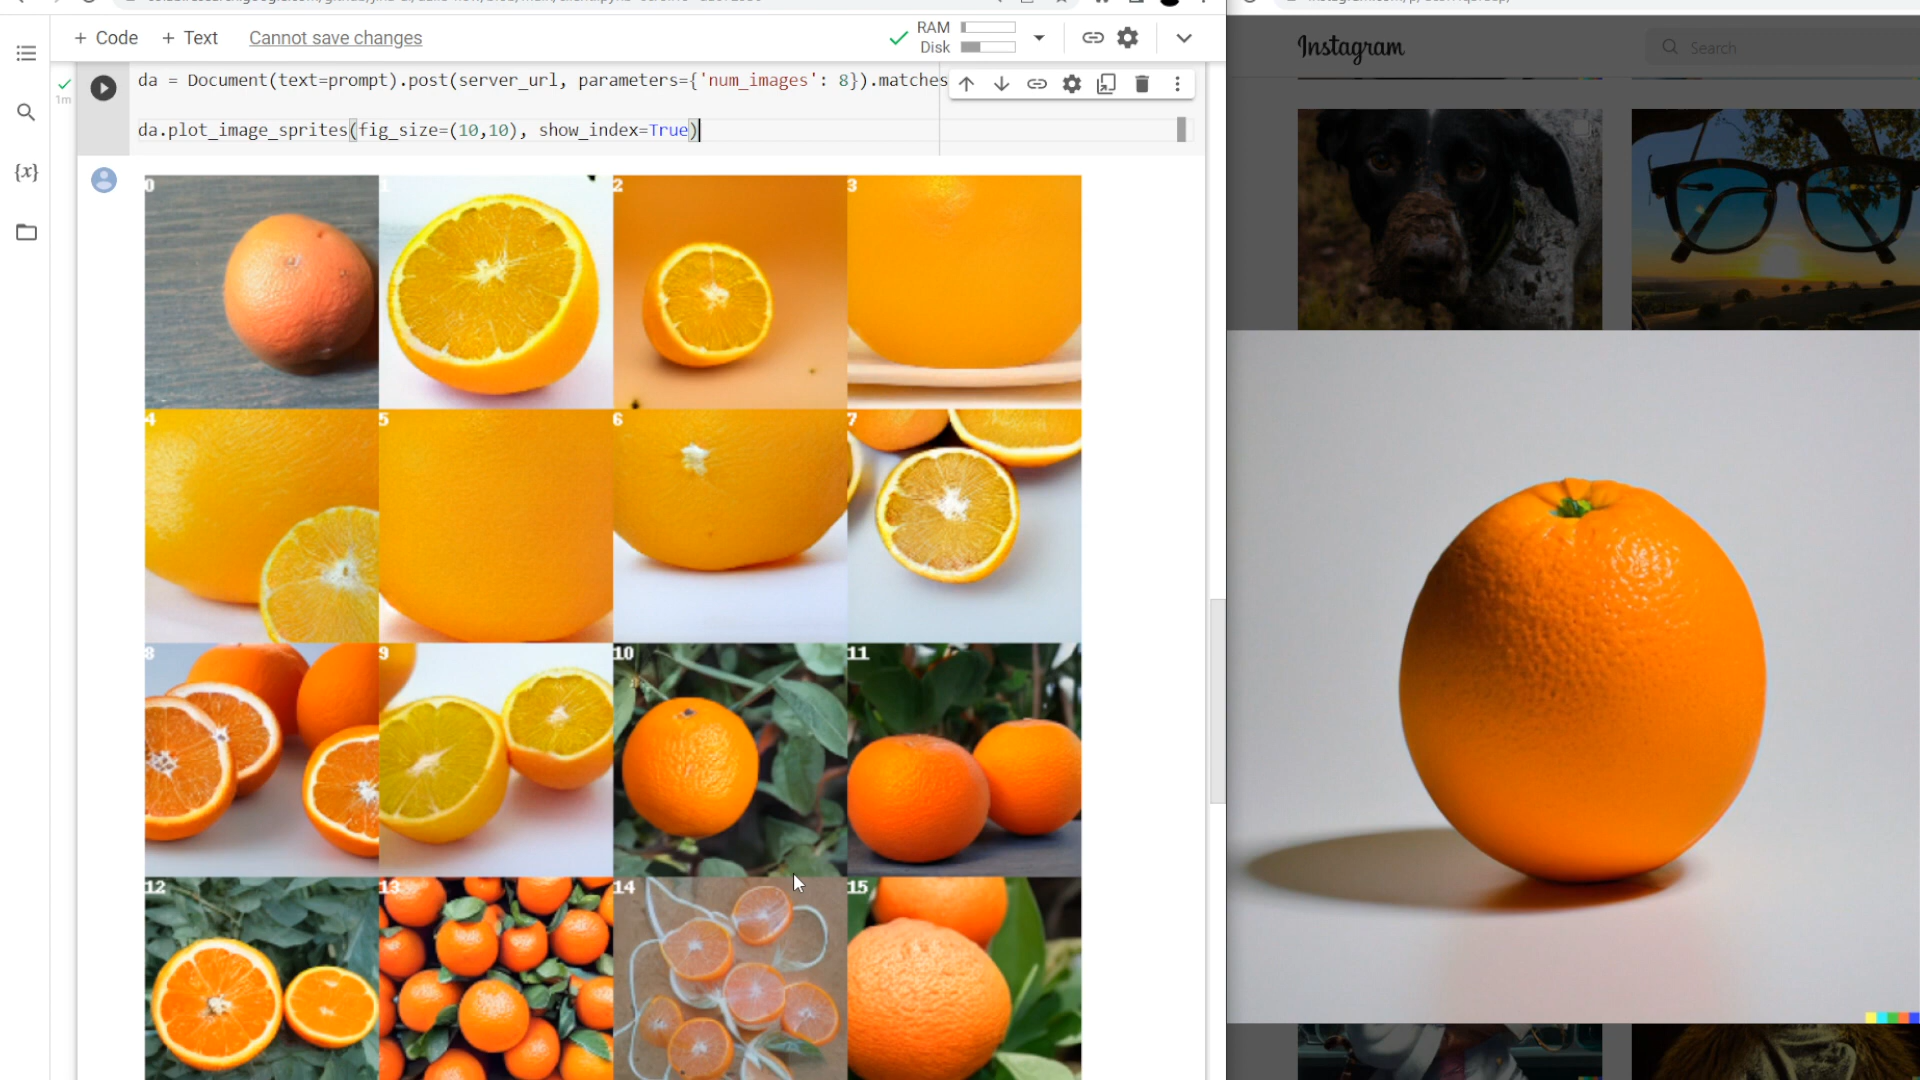 + Code
+ Text
Cannot save changes
RAM
Disk
1m
da = Document(text=prompt).post(server_url, parameters={'num_images': 8}).matches
da.plot_image_sprites(fig_size=(10,10), show_index=True)
{x}
0
1
2
3
4
5
6
7
8
9
10
11
12
13
14
15
Instagram
Search